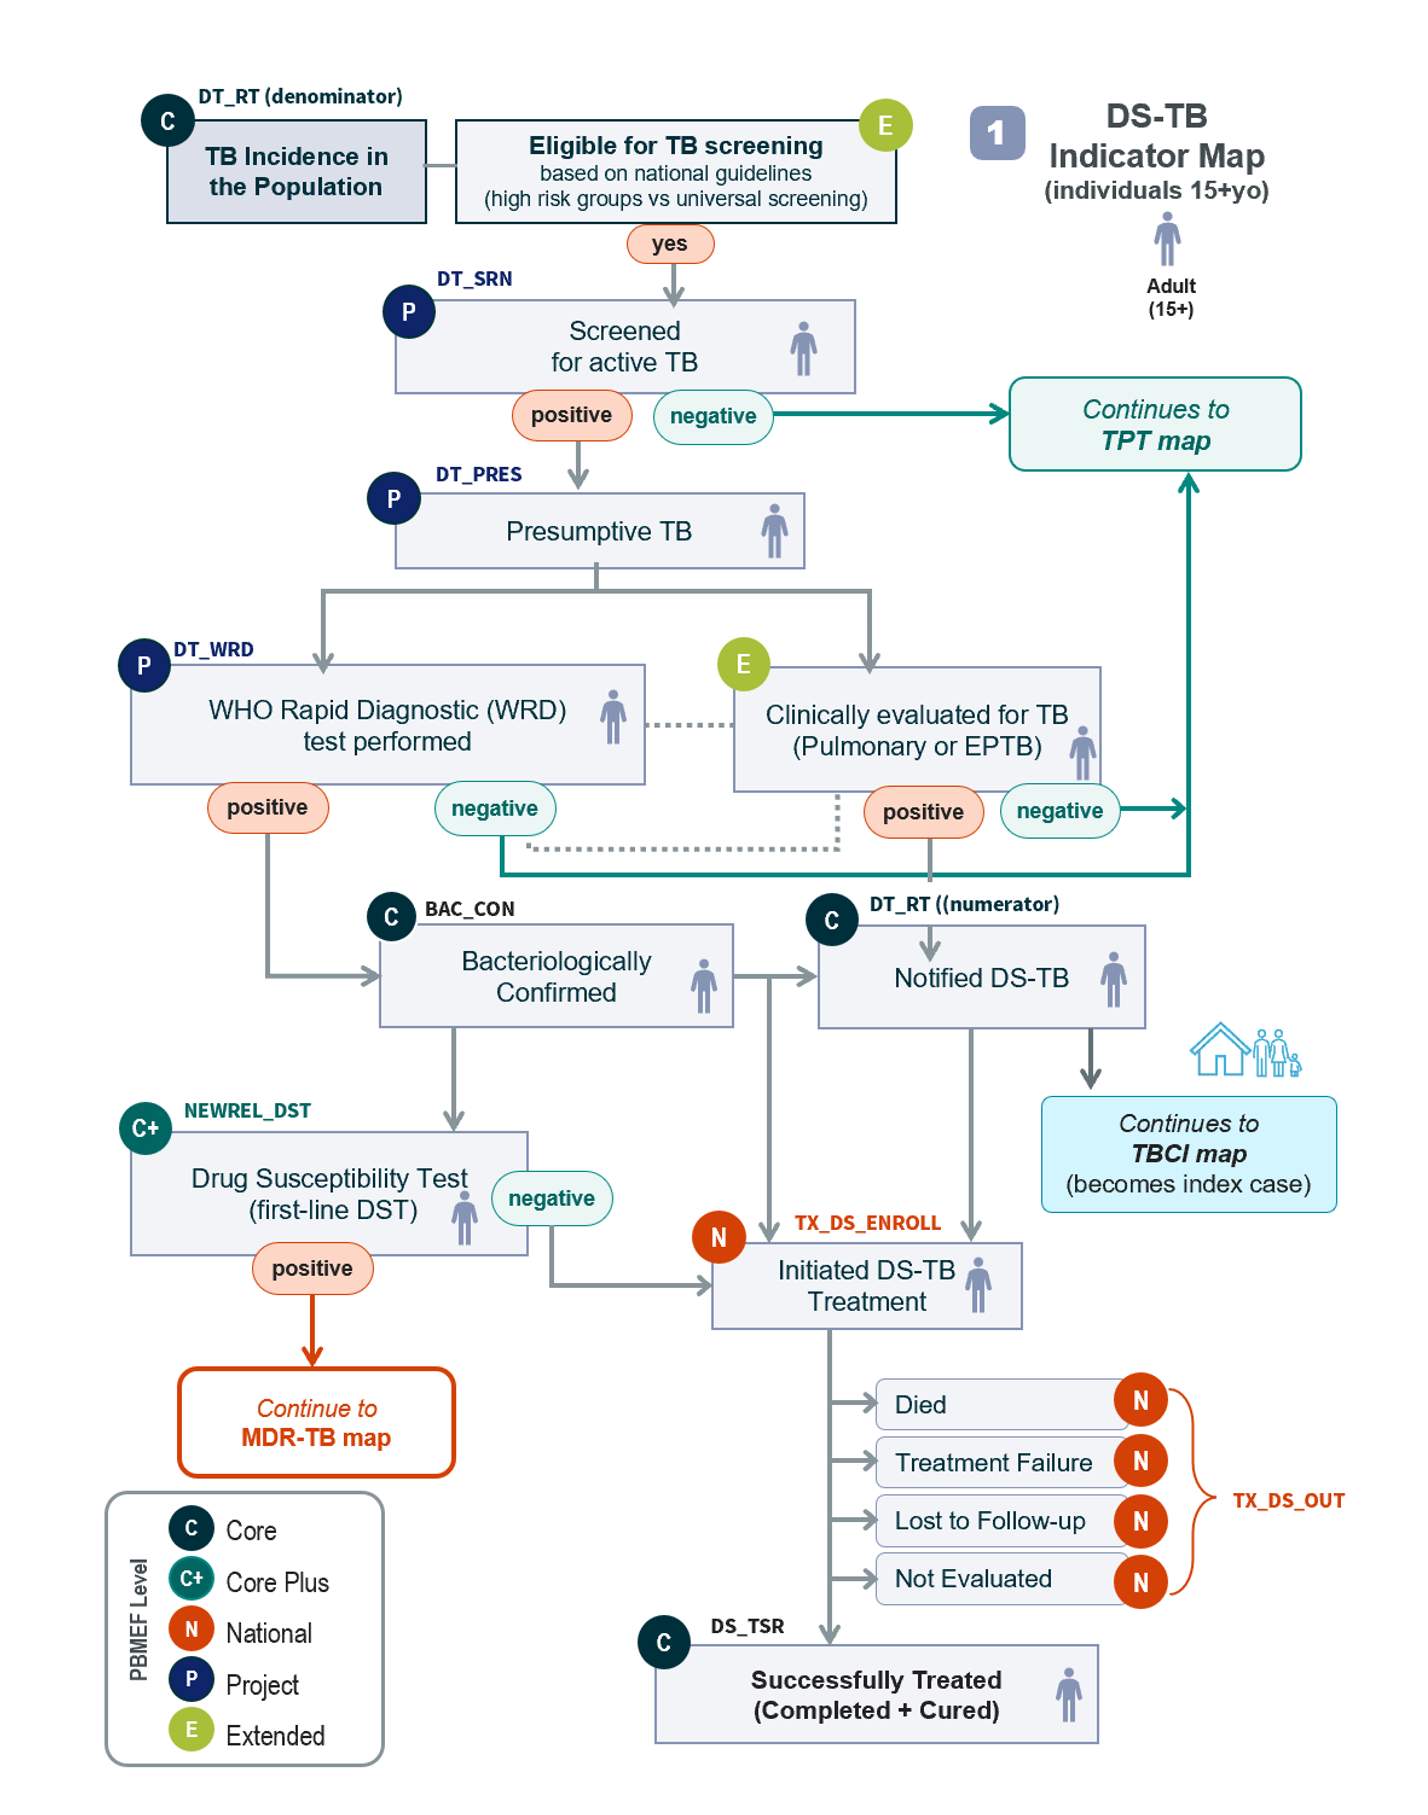 DT_RT (denominator)
C
TB Incidence in
the Population
E
Eligible for TB screening
based on national guidelines
(high risk groups vs universal screening)
1
DS-TB
Indicator Map
(individuals 15+yo)
Adult
(15+)
yes
DT_SRN
P
Screened
for active TB
positive
negative
Continues to
TPT map
DT_PRES
P
Presumptive TB
DT_WRD
P
WHO Rapid Diagnostic (WRD)
test performed
E
Clinically evaluated for TB
(Pulmonary or EPTB)
positive
negative
positive
negative
BAC_CON
C
Bacteriologically
Confirmed
DT_RT ((numerator)
C
Notified DS-TB
Continues to
TBCI map
(becomes index case)
NEWREL_DST
C+
Drug Susceptibility Test
(first-line DST)
negative
positive
TX_DS_ENROLL
N
Initiated DS-TB
Treatment
Continue to
MDR-TB map
Died
N
Treatment Failure
N
Lost to Follow-up
N
Not Evaluated
N
TX_DS_OUT
DS_TSR
C
Successfully Treated
(Completed + Cured)
PBMEF Level
C Core
C+ Core Plus
N National
P Project
E Extended